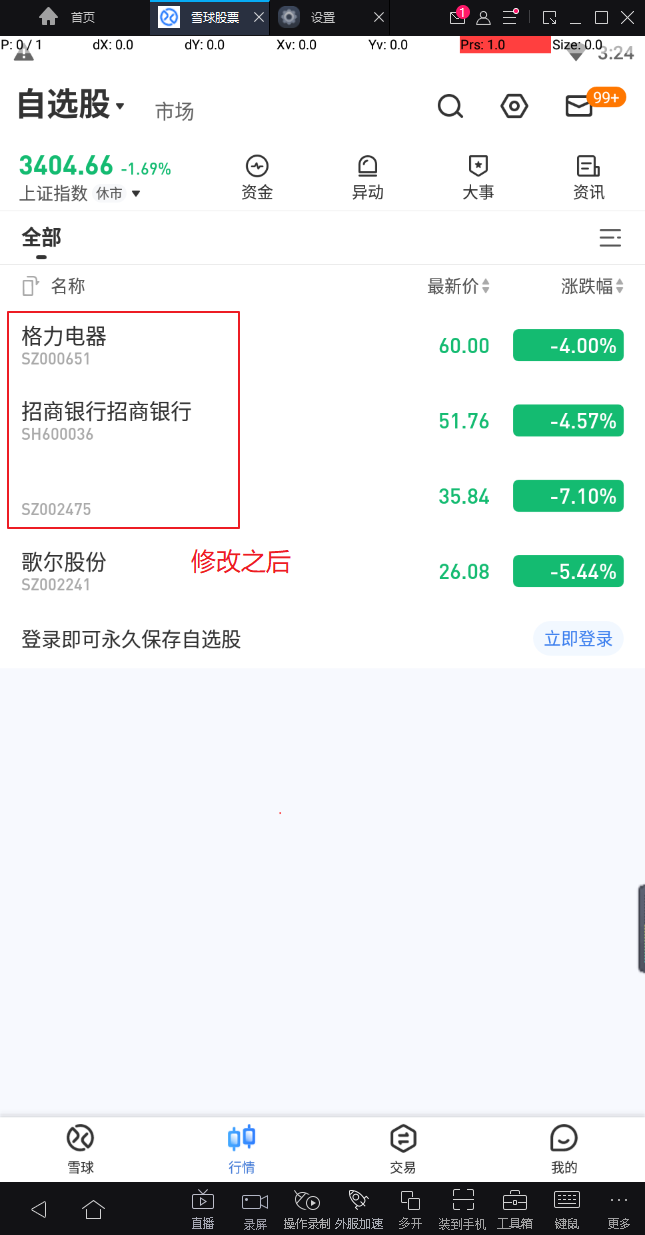 首页 雪球股票 设置 1
P: 0 / 1 dX: 0.0 dY: 0.0 Xv: 0.0 Yv: 0.0 Prs: 1.0 Size: 0.0
3:24
自选股 市场 99+
3404.66 -1.69% 资金 异动 大事 资讯
上证指数 休市
全部
名称 最新价 涨跌幅
格力电器 60.00 -4.00%
SZ000651
招商银行招商银行 51.76 -4.57%
SH600036
35.84 -7.10%
SZ002475
歌尔股份 修改之后 26.08 -5.44%
SZ002241
登录即可永久保存自选股 立即登录
雪球 行情 交易 我的
直播 录屏 操作录制 外服加速 多开 装到手机 工具箱 键鼠 更多